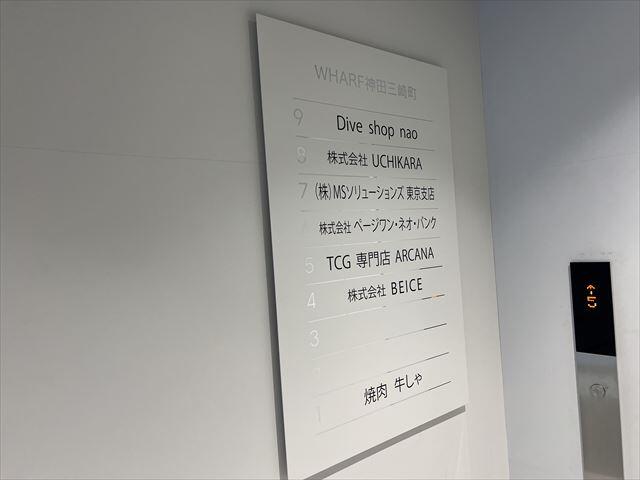 WHARF神田三崎町
9 Dive shop nao
8 株式会社 UCHIKARA
7 (株)MSソリューションズ 東京支店
株式会社 ページワン・ネオ・バンク
5 TCG 専門店 ARCANA
4 株式会社 BEICE
3
1 焼肉 牛しゃ
↑5